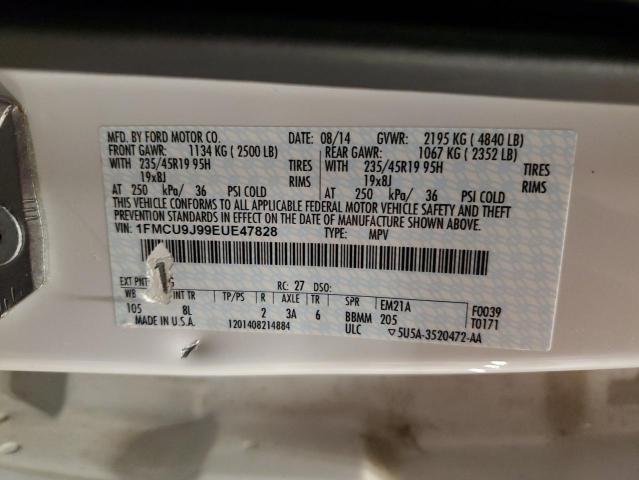 MFD. BY FORD MOTOR CO. DATE: 08/14 GVWR: 2195 KG ( 4840 LB)
FRONT GAWR: 1134 KG ( 2500 LB) REAR GAWR: 1067 KG ( 2352 LB)
WITH 235/45R19 95H TIRES WITH 235/45R19 95H TIRES
19x8J RIMS 19x8J RIMS
AT 250 kPa/ 36 PSI COLD AT 250 kPa/ 36 PSI COLD
THIS VEHICLE CONFORMS TO ALL APPLICABLE FEDERAL MOTOR VEHICLE SAFETY AND THEFT
PREVENTION STANDARDS IN EFFECT ON THE DATE OF MANUFACTURE SHOWN ABOVE.
VIN: 1FMCU9J99EUE47828 TYPE: MPV
EXT PNT: RC: 27 DSO:
WB INT TR TP/PS R AXLE TR SPR EM21A F0039
105 8L 2 3A 6 BBMM 205 T0171
MADE IN U.S.A. 1201408214884 ULC 5U5A-3520472-AA